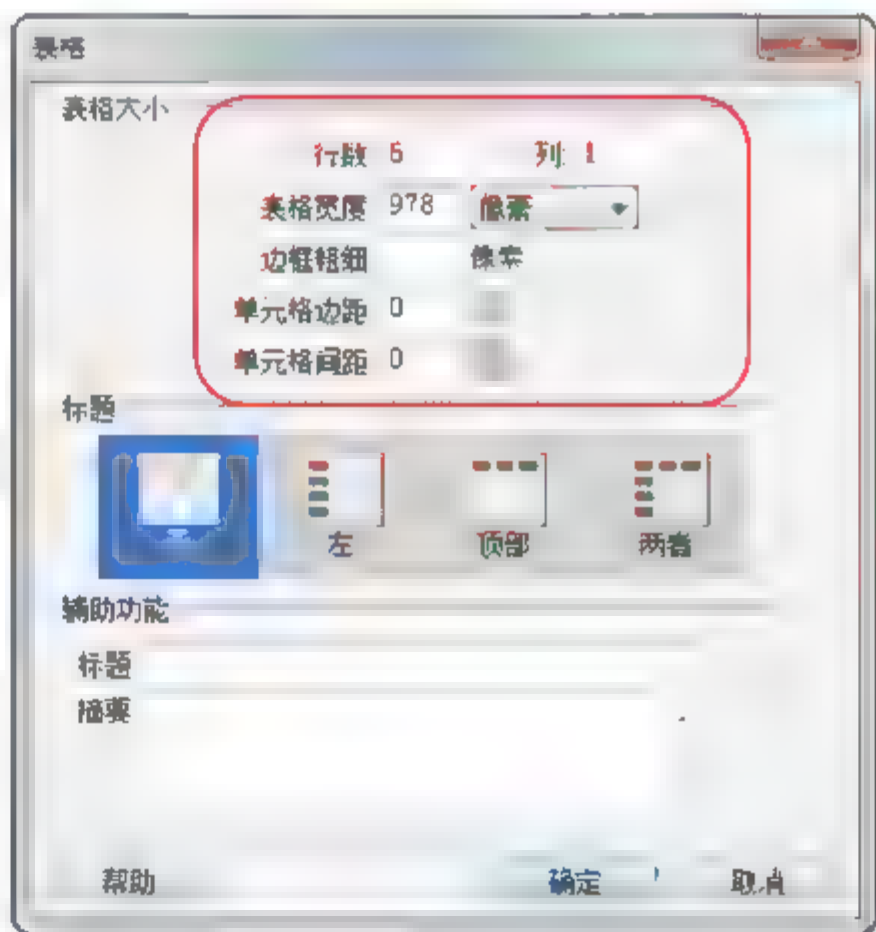 表格
表格大小
行数 6 列 1
表格宽度 978 像素
边框粗细 像素
单元格边距 0
单元格间距 0
标题
左 顶部 两者
辅助功能
标题
摘要
帮助 确定 取消